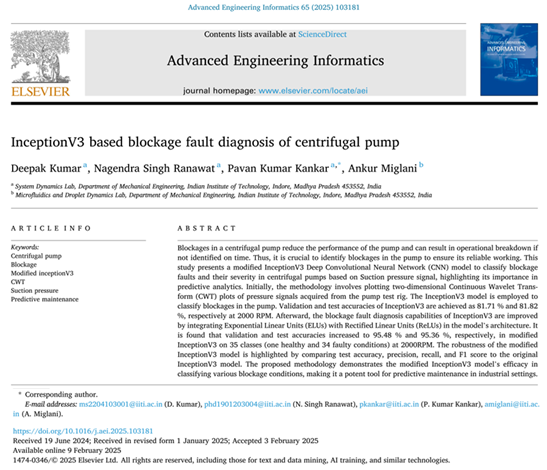 Advanced Engineering Informatics 65 (2025) 103181
Contents lists available at ScienceDirect
Advanced Engineering Informatics
journal homepage: www.elsevier.com/locate/aei
ELSEVIER
ADVANCED ENGINEERING
INFORMATICS
InceptionV3 based blockage fault diagnosis of centrifugal pump
Deepak Kumar a, Nagendra Singh Ranawat a, Pavan Kumar Kankar a,*, Ankur Miglani b
a System Dynamics Lab, Department of Mechanical Engineering, Indian Institute of Technology, Indore, Madhya Pradesh 453552, India
b Microfluidics and Droplet Dynamics Lab, Department of Mechanical Engineering, Indian Institute of Technology, Indore, Madhya Pradesh 453552, India
ARTICLE INFO
Keywords:
Centrifugal pump
Blockage
Modified inceptionV3
CWT
Suction pressure
Predictive maintenance
ABSTRACT
Blockages in a centrifugal pump reduce the performance of the pump and can result in operational breakdown if
not identified on time. Thus, it is crucial to identify blockages in the pump to ensure its reliable working. This
study presents a modified InceptionV3 Deep Convolutional Neural Network (CNN) model to classify blockage
faults and their severity in centrifugal pumps based on Suction pressure signal, highlighting its importance in
predictive analytics. Initially, the methodology involves plotting two-dimensional Continuous Wavelet Trans-
form (CWT) plots of pressure signals acquired from the pump test rig. The InceptionV3 model is employed to
classify blockages in the pump. Validation and test accuracies of InceptionV3 are achieved as 81.71 % and 81.82
%, respectively at 2000 RPM. Afterward, the blockage fault diagnosis capabilities of InceptionV3 are improved by
integrating Exponential Linear Units (ELUs) with Rectified Linear Units (ReLUs) in the model's architecture. It
is found that validation and test accuracies increased to 95.48 % and 95.36 %, respectively, in modified
InceptionV3 on 35 classes (one healthy and 34 faulty conditions) at 2000RPM. The robustness of the modified
InceptionV3 model is highlighted by comparing test accuracy, precision, recall, and F1 score to the original
InceptionV3 model. The proposed methodology demonstrates the modified InceptionV3 model's efficacy in
classifying various blockage conditions, making it a potent tool for predictive maintenance in industrial settings.
* Corresponding author.
E-mail addresses: ms2204103001@iiti.ac.in (D. Kumar), phd1901203004@iiti.ac.in (N. Singh Ranawat), pkankar@iiti.ac.in (P. Kumar Kankar), amiglani@iiti.ac.
in (A. Miglani).
https://doi.org/10.1016/j.aei.2025.103181
Received 19 June 2024; Received in revised form 1 January 2025; Accepted 3 February 2025
Available online 9 February 2025
1474-0346/© 2025 Elsevier Ltd. All rights are reserved, including those for text and data mining, AI training, and similar technologies.